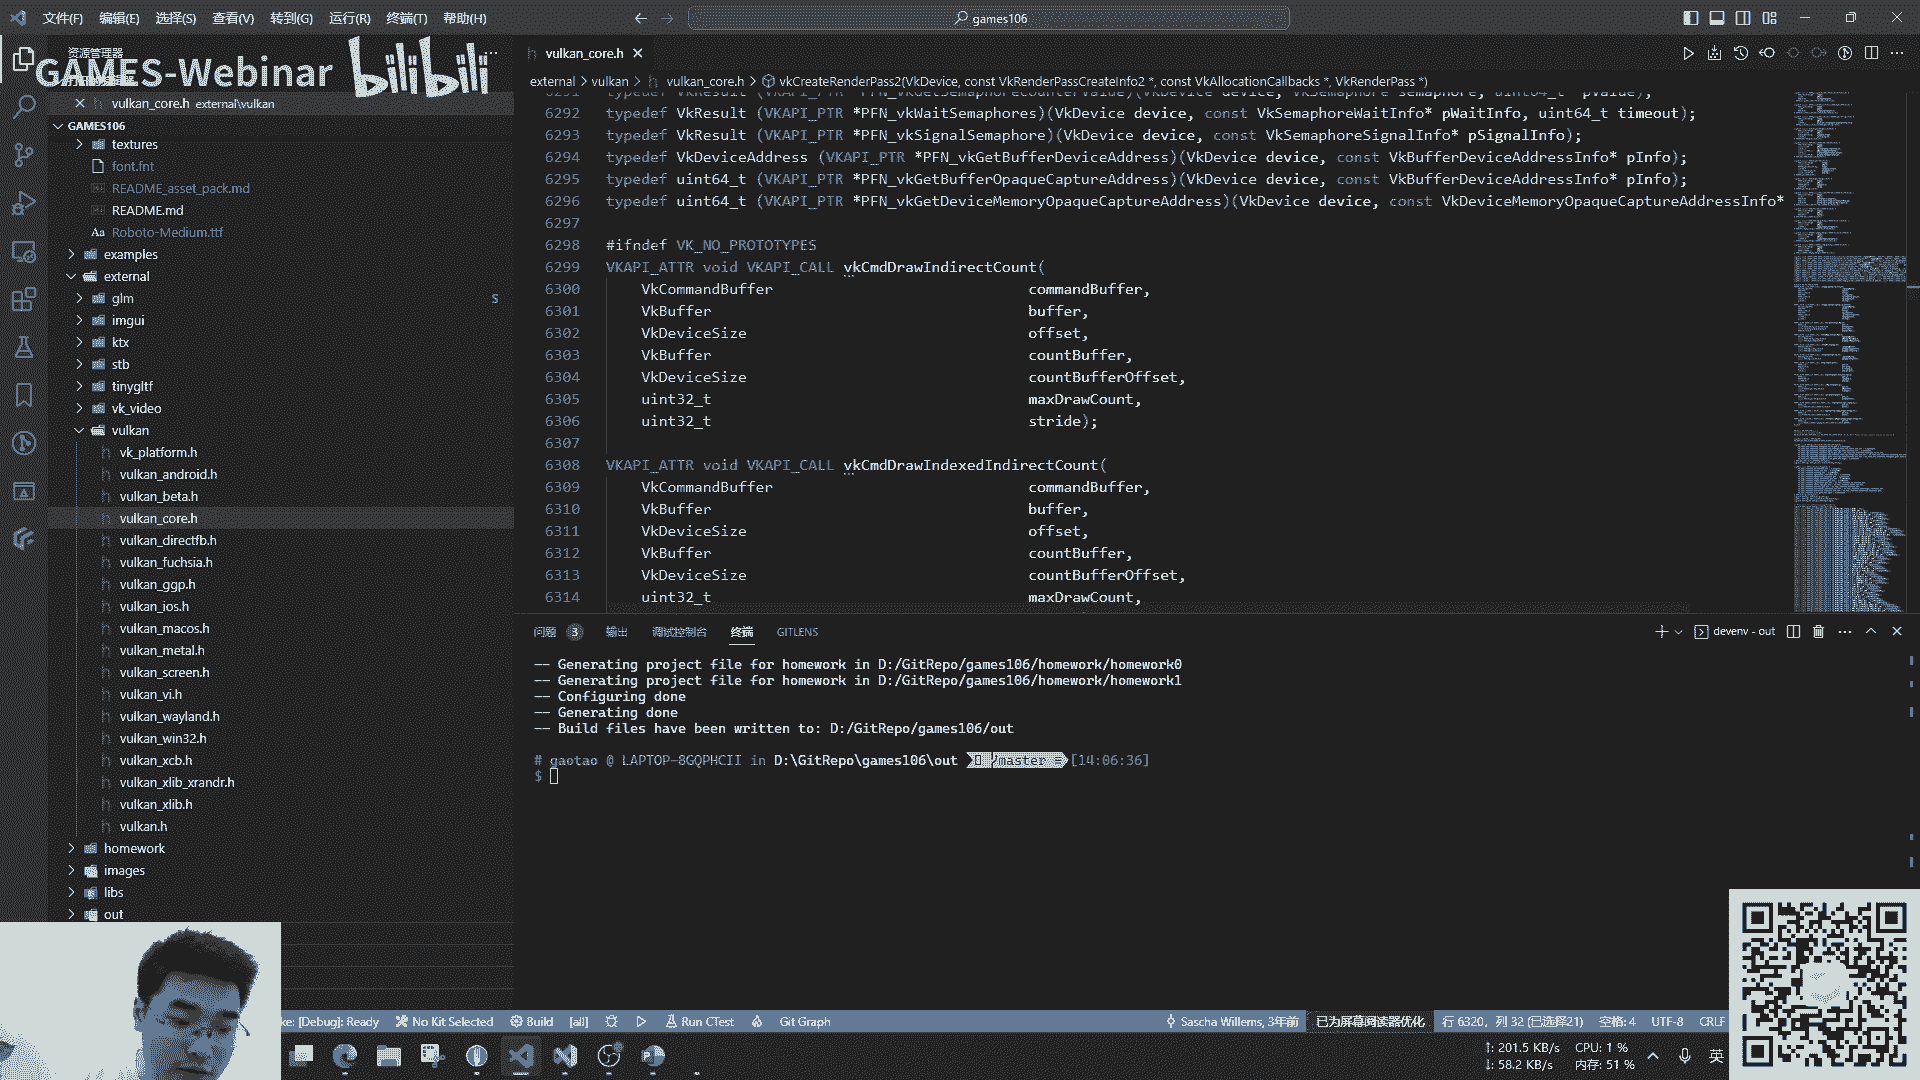 文件(F) 编辑(E) 选择(S) 查看(V) 转到(G) 运行(R) 终端(T) 帮助(H)
games106
资源管理器
GAMES-Webinar bilibili
vulkan_core.h external\vulkan
GAMES106
textures
font.fnt
README_asset_pack.md
README.md
Roboto-Medium.ttf
examples
external
glm S
imgui
ktx
stb
tinygltf
vk_video
vulkan
vk_platform.h
vulkan_android.h
vulkan_beta.h
vulkan_core.h
vulkan_directfb.h
vulkan_fuchsia.h
vulkan_ggp.h
vulkan_ios.h
vulkan_macos.h
vulkan_metal.h
vulkan_screen.h
vulkan_vi.h
vulkan_wayland.h
vulkan_win32.h
vulkan_xcb.h
vulkan_xlib_xrandr.h
vulkan_xlib.h
vulkan.h
homework
images
libs
out
vulkan_core.h
external > vulkan > vulkan_core.h > vkCreateRenderPass2(VkDevice, const VkRenderPassCreateInfo2 *, const VkAllocationCallbacks *, VkRenderPass *)
6292 typedef VkResult (VKAPI_PTR *PFN_vkWaitSemaphores)(VkDevice device, const VkSemaphoreWaitInfo* pWaitInfo, uint64_t timeout);
6293 typedef VkResult (VKAPI_PTR *PFN_vkSignalSemaphore)(VkDevice device, const VkSemaphoreSignalInfo* pSignalInfo);
6294 typedef VkDeviceAddress (VKAPI_PTR *PFN_vkGetBufferDeviceAddress)(VkDevice device, const VkBufferDeviceAddressInfo* pInfo);
6295 typedef uint64_t (VKAPI_PTR *PFN_vkGetBufferOpaqueCaptureAddress)(VkDevice device, const VkBufferDeviceAddressInfo* pInfo);
6296 typedef uint64_t (VKAPI_PTR *PFN_vkGetDeviceMemoryOpaqueCaptureAddress)(VkDevice device, const VkDeviceMemoryOpaqueCaptureAddressInfo*
6297
6298 #ifndef VK_NO_PROTOTYPES
6299 VKAPI_ATTR void VKAPI_CALL vkCmdDrawIndirectCount(
6300 VkCommandBuffer commandBuffer,
6301 VkBuffer buffer,
6302 VkDeviceSize offset,
6303 VkBuffer countBuffer,
6304 VkDeviceSize countBufferOffset,
6305 uint32_t maxDrawCount,
6306 uint32_t stride);
6307
6308 VKAPI_ATTR void VKAPI_CALL vkCmdDrawIndexedIndirectCount(
6309 VkCommandBuffer commandBuffer,
6310 VkBuffer buffer,
6311 VkDeviceSize offset,
6312 VkBuffer countBuffer,
6313 VkDeviceSize countBufferOffset,
6314 uint32_t maxDrawCount,
问题 3 输出 调试控制台 终端 GITLENS
devenv - out
-- Generating project file for homework in D:/GitRepo/games106/homework/homework0
-- Generating project file for homework in D:/GitRepo/games106/homework/homework1
-- Configuring done
-- Generating done
-- Build files have been written to: D:/GitRepo/games106/out
# gaotao @ LAPTOP-8GQPHCII in D:\GitRepo\games106\out master = [14:06:36]
$
ke: [Debug]: Ready No Kit Selected Build [all] Run CTest Git Graph
Sascha Willems, 3年前 已为屏幕阅读器优化 行 6320，列 32 (已选择21) 空格: 4 UTF-8 CRLF
↑: 201.5 KB/s CPU: 1 %
↓: 58.2 KB/s 内存: 51 %
英